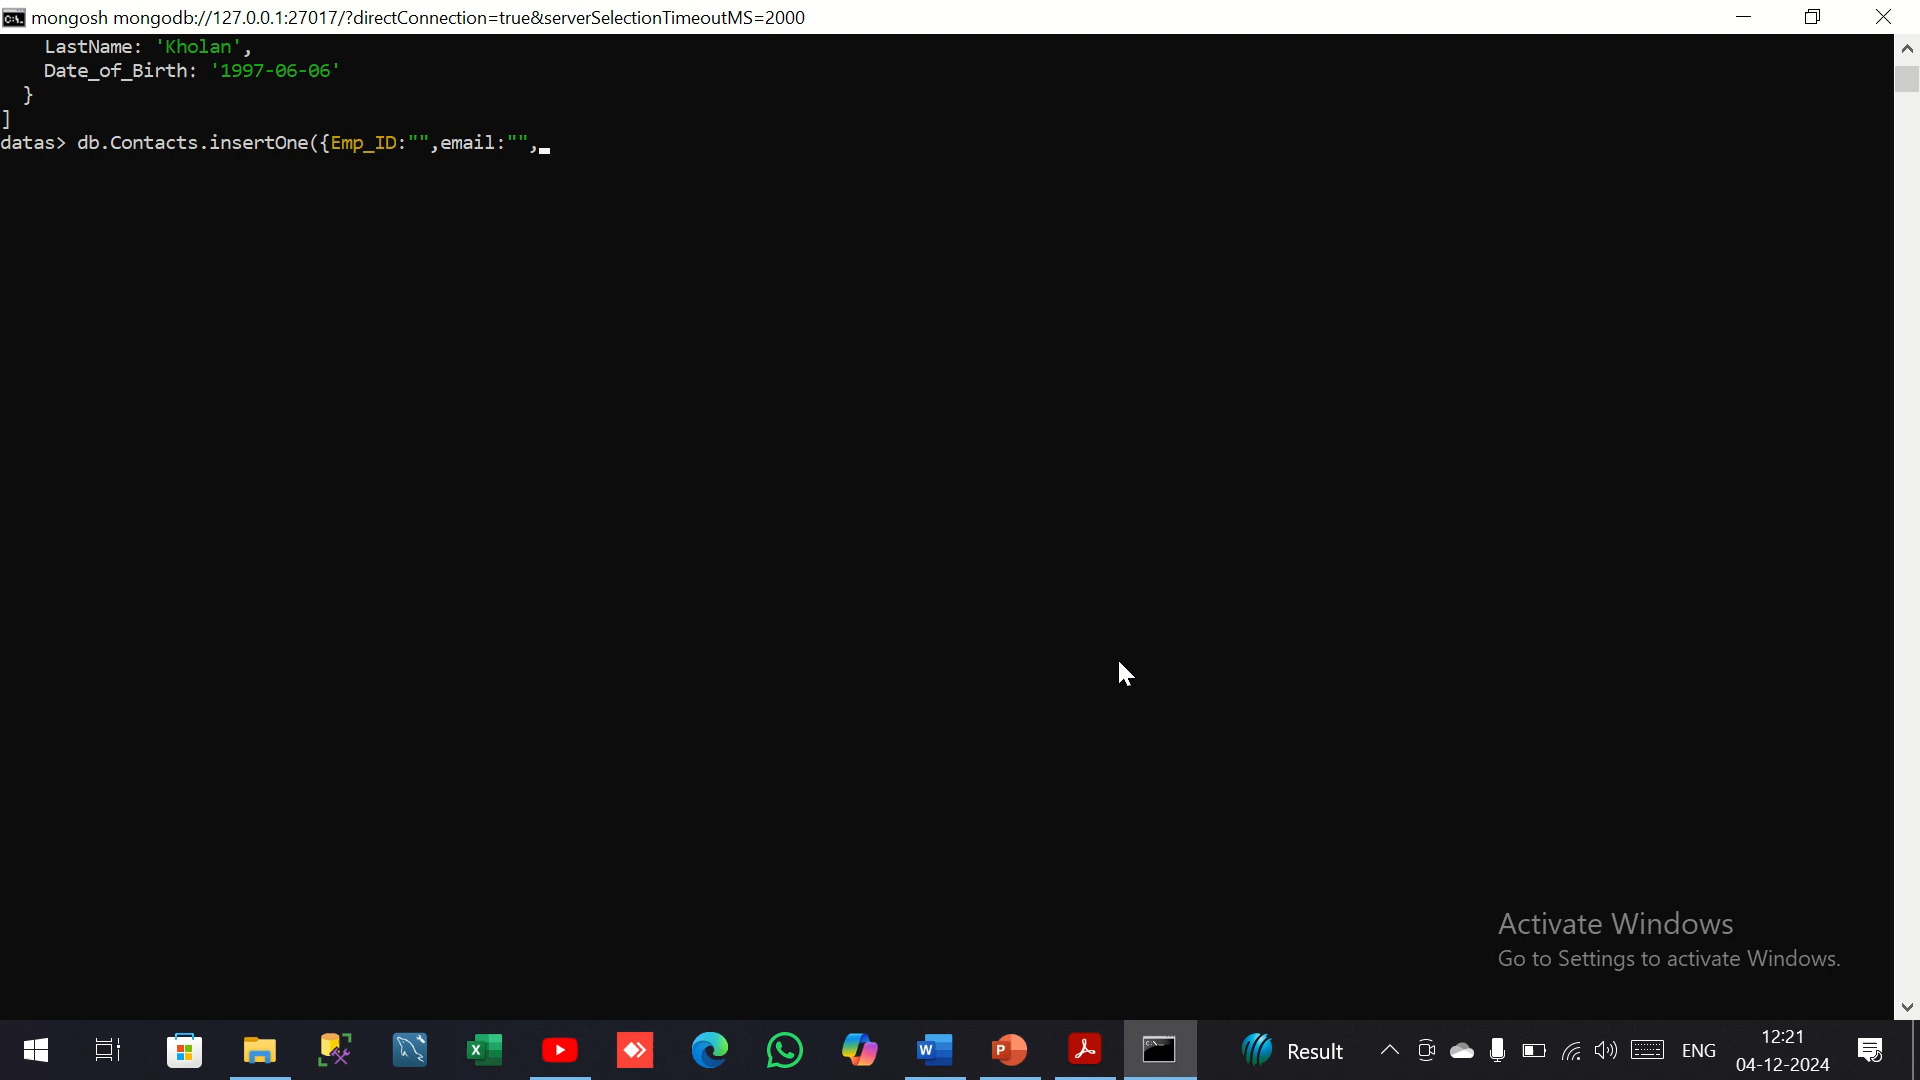 mongosh mongodb://127.0.0.1:27017/?directConnection=true&serverSelectionTimeoutMS=2000
LastName: 'Kholan',
Date_of_Birth: '1997-06-06'
}
]
datas> db.Contacts.insertOne({Emp_ID:"",email:"",
Activate Windows
Go to Settings to activate Windows.
Result
ENG
12:21
04-12-2024